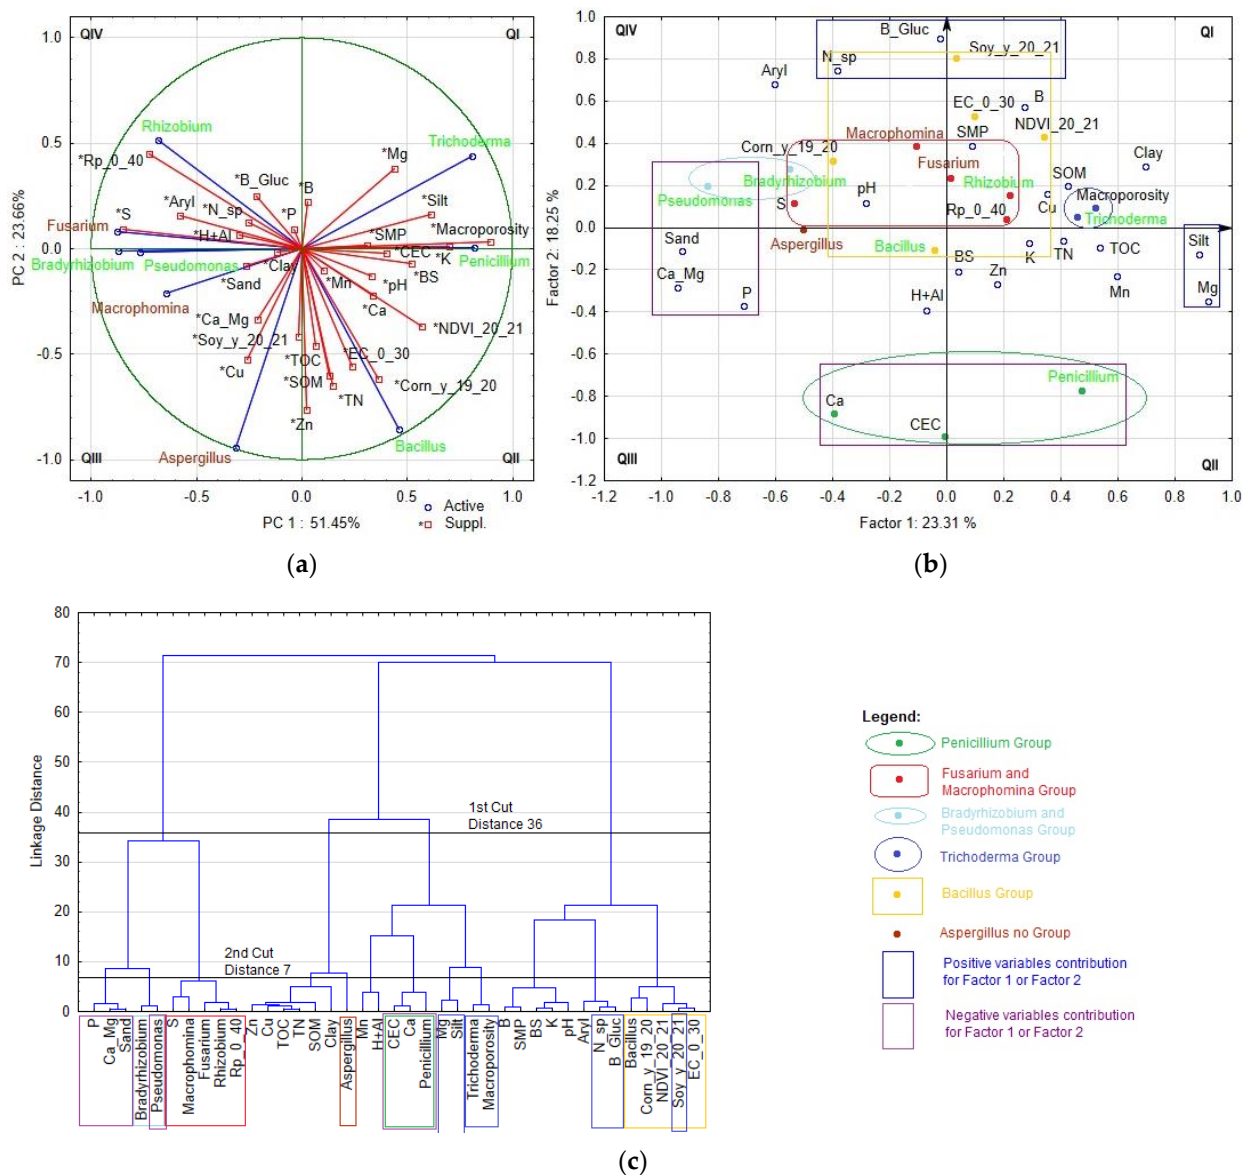 1.0
QIV
QI
Rhizobium
Trichoderma
0.5
*Rp_0_40
*Mg
*B_Gluc
*B
*Aryl
*N_sp
*P
*Silt
Fusarium
*S
*H+Al
*SMP
*Macroporosity
0.0
*CEC
*K
Bradyrhizobium
Pseudomonas
*Clay
Penicillium
*Sand
*Mn
*pH
*BS
Macrophomina
*Ca
*Ca_Mg
*NDVI_20_21
*Soy_y_20_21
*TOC
*EC_0_30
-0.5
*Cu
*SOM
*Corn_y_19_20
*TN
*Zn
Bacillus
Aspergillus
-1.0
QIII
QII
-1.0
-0.5
0.0
0.5
1.0
PC 2 : 23.66%
PC 1 : 51.45%
Active
* Suppl.
(a)
1.0
0.8
0.6
0.4
0.2
0.0
-0.2
-0.4
-0.6
-0.8
-1.0
-1.2
QIV
B_Gluc
QI
Soy_y_20_21
N_sp
Aryl
EC_0_30
B
NDVI_20_21
Macrophomina
SMP
Corn_y_19_20
Clay
Fusarium
SOM
Bradyrhizobium
pH
Rhizobium
Macroporosity
Pseudomonas
S
Rp_0_40
Cu
Trichoderma
Aspergillus
Bacillus
Sand
BS
K
TN
TOC
Silt
Ca_Mg
Zn
Mn
Mg
P
H+Al
Penicillium
Ca
CEC
QIII
QII
-1.2
-1.0
-0.8
-0.6
-0.4
-0.2
0.0
0.2
0.4
0.6
0.8
1.0
Factor 2: 18.25 %
Factor 1: 23.31 %
(b)
80
70
60
50
40
30
20
10
0
Linkage Distance
1st Cut
Distance 36
2nd Cut
Distance 7
P
Ca_Mg
Sand
Bradyrhizobium
Pseudomonas
S
Macrophomina
Fusarium
Rhizobium
Rp_0_40
Zn
Cu
TOC
TN
SOM
Clay
Aspergillus
Mn
H+Al
CEC
Ca
Penicillium
Mg
Silt
Trichoderma
Macroporosity
B
SMP
BS
K
pH
Aryl
N_sp
B_Gluc
Bacillus
Corn_y_19_20
NDVI_20_21
Soy_y_20_21
EC_0_30
(c)
Legend:
Penicillium Group
Fusarium and
Macrophomina Group
Bradyrhizobium and
Pseudomonas Group
Trichoderma Group
Bacillus Group
Aspergillus no Group
Positive variables contribution
for Factor 1 or Factor 2
Negative variables contribution
for Factor 1 or Factor 2